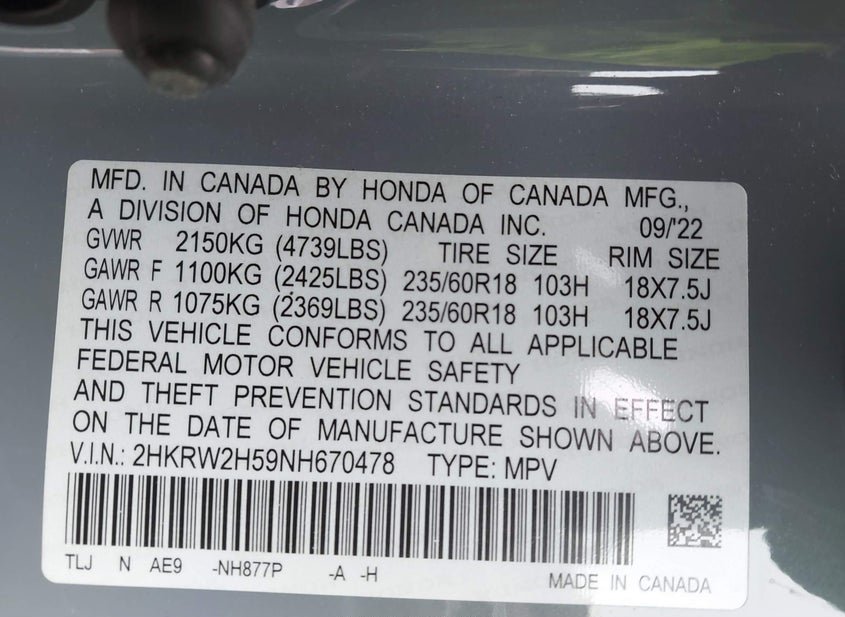 MFD. IN CANADA BY HONDA OF CANADA MFG.,
A DIVISION OF HONDA CANADA INC. 09/'22
GVWR 2150KG (4739LBS) TIRE SIZE RIM SIZE
GAWR F 1100KG (2425LBS) 235/60R18 103H 18X7.5J
GAWR R 1075KG (2369LBS) 235/60R18 103H 18X7.5J
THIS VEHICLE CONFORMS TO ALL APPLICABLE
FEDERAL MOTOR VEHICLE SAFETY
AND THEFT PREVENTION STANDARDS IN EFFECT
ON THE DATE OF MANUFACTURE SHOWN ABOVE.
V.I.N.: 2HKRW2H59NH670478 TYPE: MPV
TLJ N AE9 -NH877P -A -H MADE IN CANADA